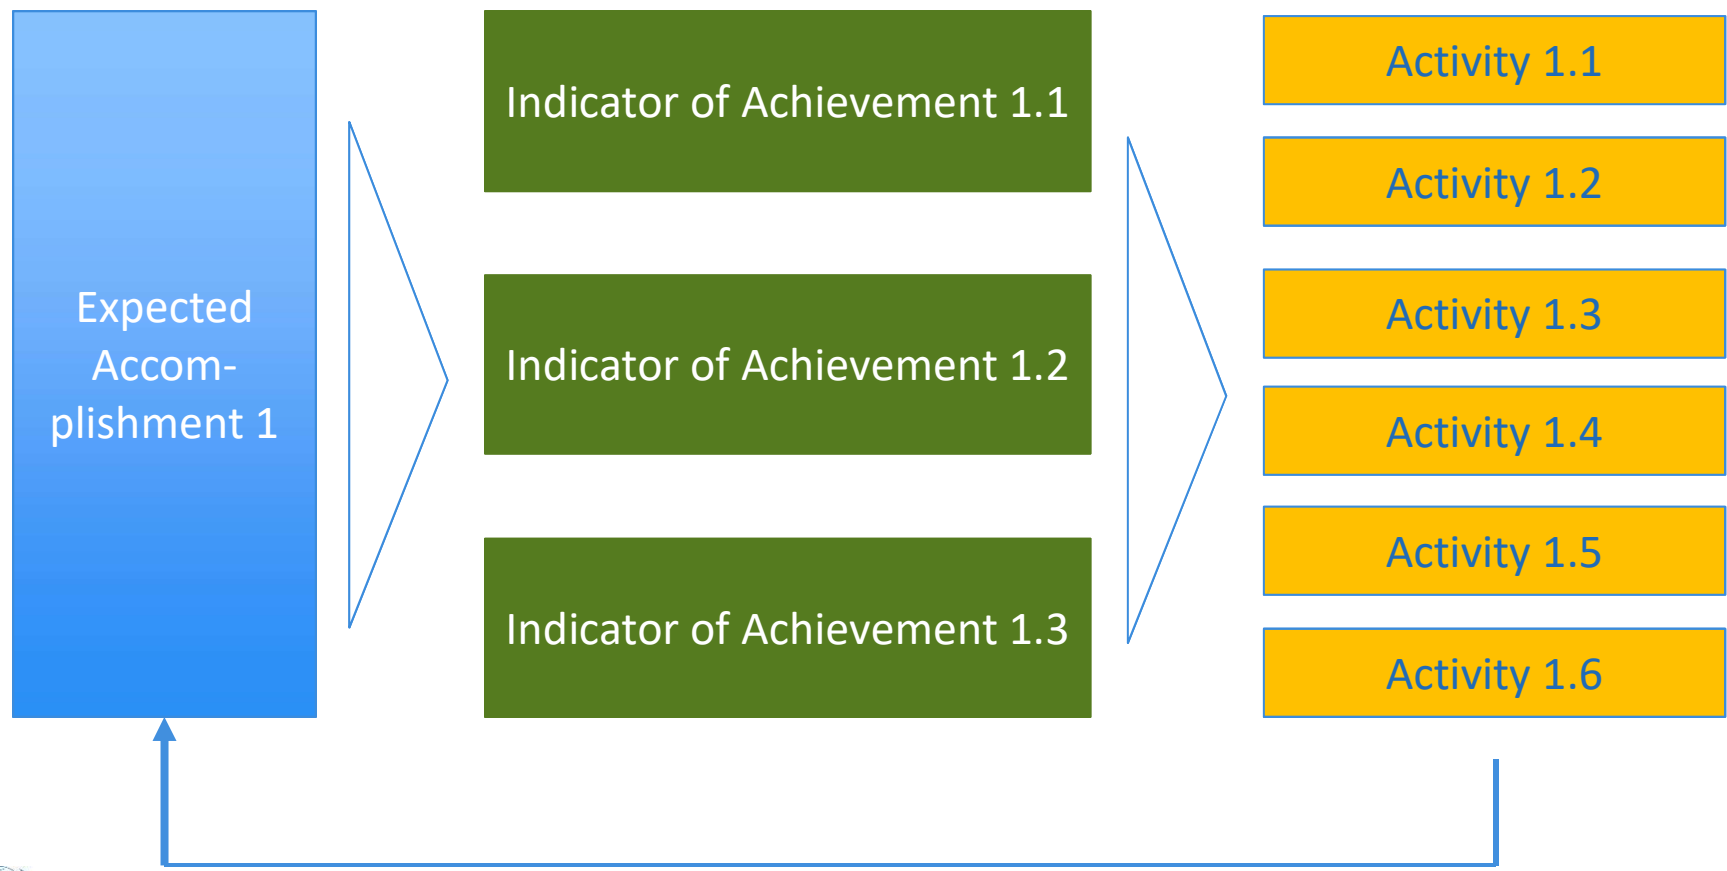 Expected
Accom-
plishment 1
Indicator of Achievement 1.1
Indicator of Achievement 1.2
Indicator of Achievement 1.3
Activity 1.1
Activity 1.2
Activity 1.3
Activity 1.4
Activity 1.5
Activity 1.6